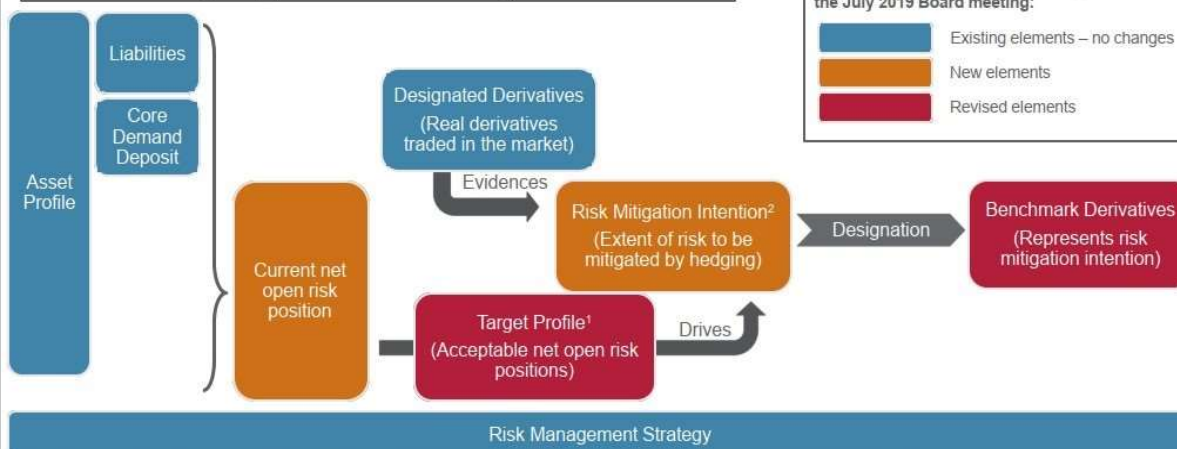 the July 2019 Board meeting:
Existing elements – no changes
New elements
Revised elements
Asset
Profile
Liabilities
Core
Demand
Deposit
Current net
open risk
position
Designated Derivatives
(Real derivatives
traded in the market)
Evidences
Risk Mitigation Intention²
(Extent of risk to be
mitigated by hedging)
Target Profile¹
(Acceptable net open risk
positions)
Drives
Designation
Benchmark Derivatives
(Represents risk
mitigation intention)
Risk Management Strategy